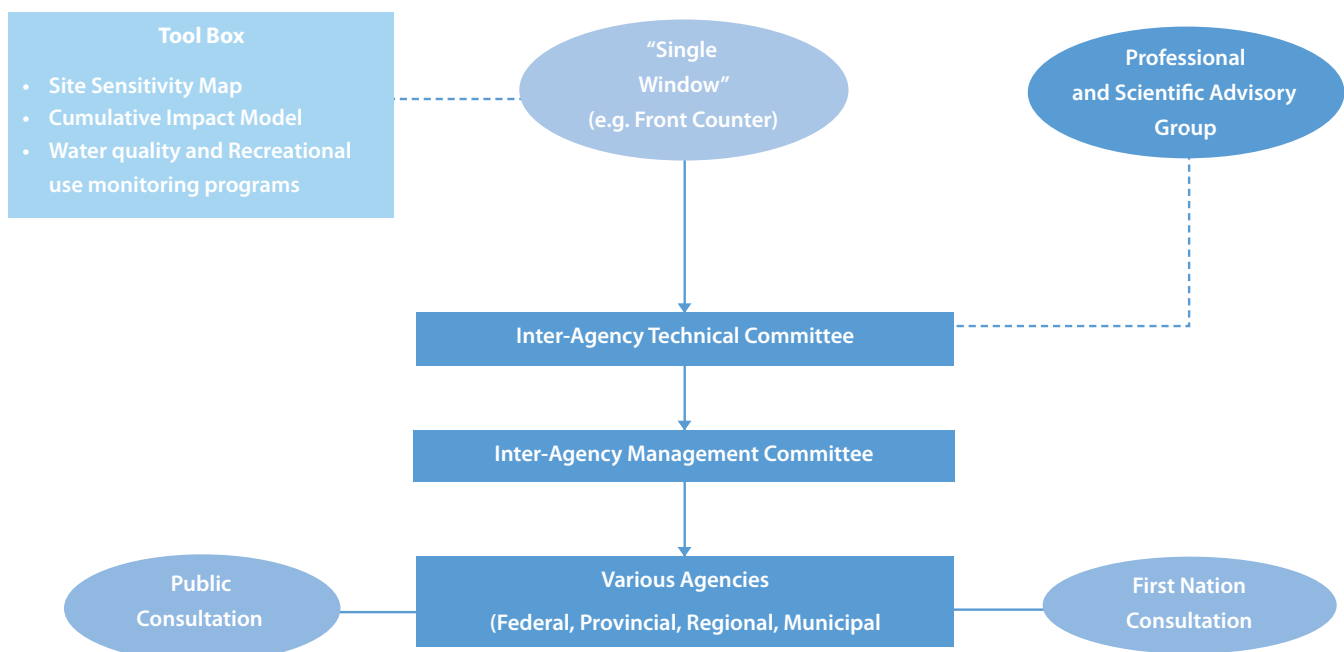 Tool Box
• Site Sensitivity Map
• Cumulative Impact Model
• Water quality and Recreational
use monitoring programs
“Single
Window”
(e.g. Front Counter)
Professional
and Scientific Advisory
Group
Inter-Agency Technical Committee
Inter-Agency Management Committee
Public
Consultation
Various Agencies
(Federal, Provincial, Regional, Municipal
First Nation
Consultation